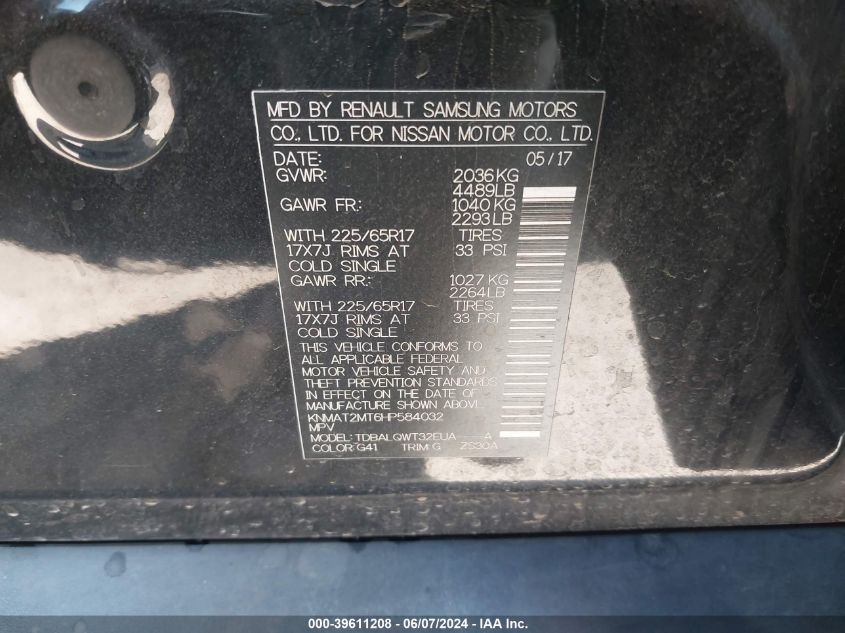 MFD BY RENAULT SAMSUNG MOTORS
CO., LTD. FOR NISSAN MOTOR CO., LTD.
DATE: 05/17
GVWR: 2036KG
4489LB
GAWR FR: 1040KG
2293LB
WITH 225/65R17 TIRES
17X7J RIMS AT 33 PSI
COLD SINGLE
GAWR RR: 1027 KG
2264LB
WITH 225/65R17 TIRES
17X7J RIMS AT 33 PSI
COLD SINGLE
THIS VEHICLE CONFORMS TO
ALL APPLICABLE FEDERAL
MOTOR VEHICLE SAFETY AND
THEFT PREVENTION STANDARDS
IN EFFECT ON THE DATE OF
MANUFACTURE SHOWN ABOVE.
KNMAT2MT6HP584032
MPV
MODEL: TDBALQWT32EUA----A
COLOR:G41 TRIM:G ZS30A
000-39611208 - 06/07/2024 - IAA Inc.